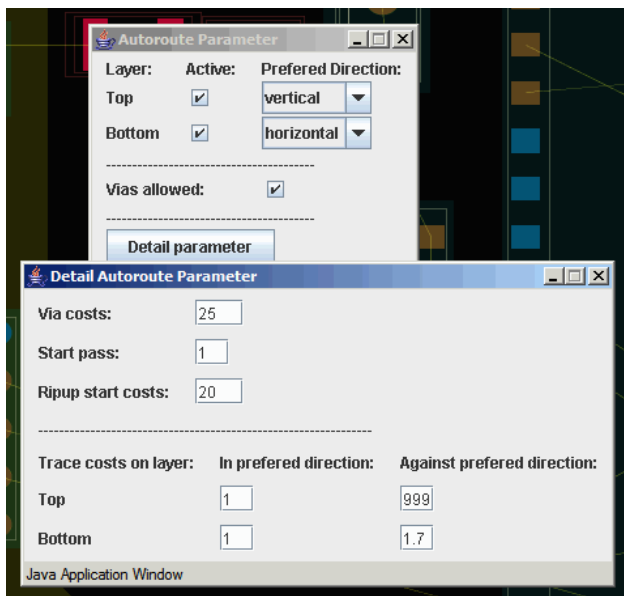 Autoroute Parameter
Layer: Active: Prefered Direction:
Top vertical
Bottom horizontal
----------------------------------------
Vias allowed:
----------------------------------------
Detail parameter
Detail Autoroute Parameter
Via costs: 25
Start pass: 1
Ripup start costs: 20
----------------------------------------------------------------
Trace costs on layer: In prefered direction: Against prefered direction:
Top 1 999
Bottom 1 1.7
Java Application Window